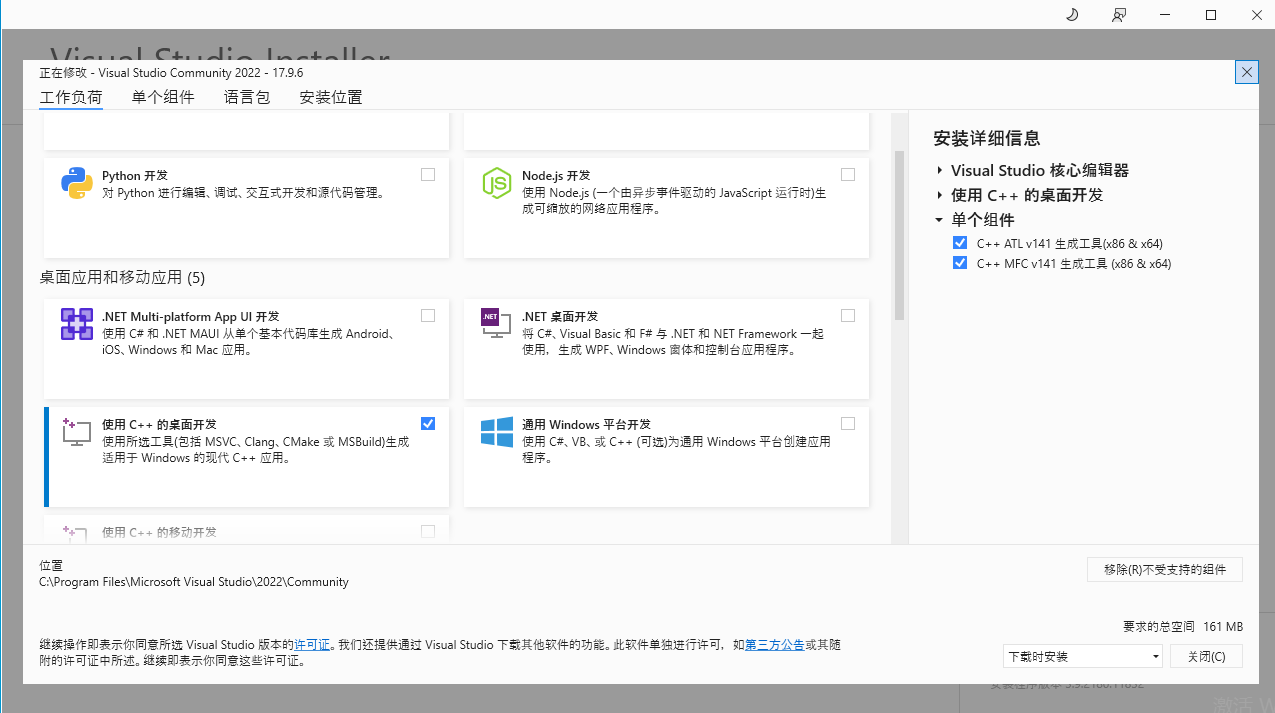 Visual Studio Installer
正在修改 - Visual Studio Community 2022 - 17.9.6
工作负荷 单个组件 语言包 安装位置
Python 开发
对 Python 进行编辑、调试、交互式开发和源代码管理。
Node.js 开发
使用 Node.js (一个由异步事件驱动的 JavaScript 运行时)生
成可缩放的网络应用程序。
桌面应用和移动应用 (5)
.NET Multi-platform App UI 开发
使用 C# 和 .NET MAUI 从单个基本代码库生成 Android、
iOS、Windows 和 Mac 应用。
.NET
.NET 桌面开发
将 C#、Visual Basic 和 F# 与 .NET 和 .NET Framework 一起
使用，生成 WPF、Windows 窗体和控制台应用程序。
使用 C++ 的桌面开发
使用所选工具(包括 MSVC、Clang、CMake 或 MSBuild)生成
适用于 Windows 的现代 C++ 应用。
通用 Windows 平台开发
使用 C#、VB、或 C++ (可选)为通用 Windows 平台创建应用
程序。
使用 C++ 的移动开发
安装详细信息
Visual Studio 核心编辑器
使用 C++ 的桌面开发
单个组件
C++ ATL v141 生成工具(x86 & x64)
C++ MFC v141 生成工具 (x86 & x64)
位置
C:\Program Files\Microsoft Visual Studio\2022\Community
移除(R)不受支持的组件
要求的总空间 161 MB
继续操作即表示你同意所选 Visual Studio 版本的许可证。我们还提供通过 Visual Studio 下载其他软件的功能。此软件单独进行许可，如第三方公告或其随
附的许可证中所述。继续即表示你同意这些许可证。
下载时安装
关闭(C)
激活 W